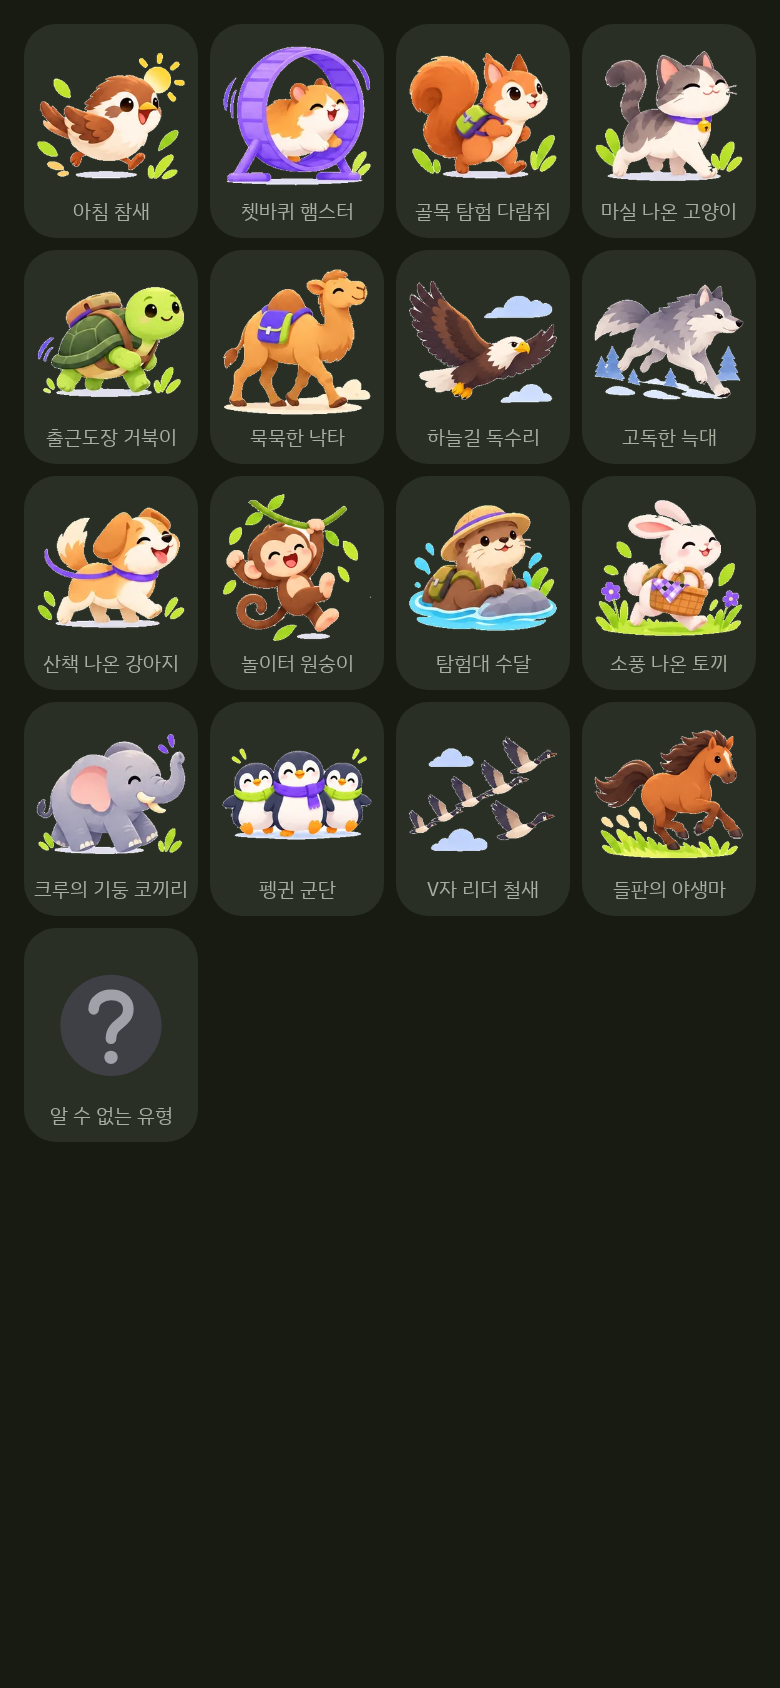 아침 참새
쳇바퀴 햄스터
골목 탐험 다람쥐
마실 나온 고양이
출근도장 거북이
묵묵한 낙타
하늘길 독수리
고독한 늑대
산책 나온 강아지
놀이터 원숭이
탐험대 수달
소풍 나온 토끼
크루의 기둥 코끼리
펭귄 군단
V자 리더 철새
들판의 야생마
?
알 수 없는 유형